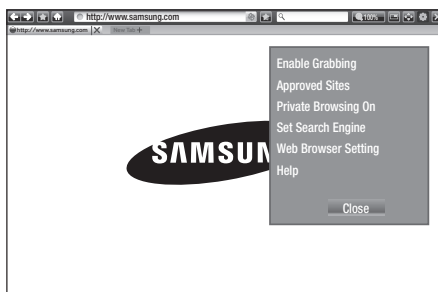 http://www.samsung.com
100%
http://www.samsung.com
New Tab +
Enable Grabbing
Approved Sites
Private Browsing On
Set Search Engine
Web Browser Setting
Help
Close
SAMSUN